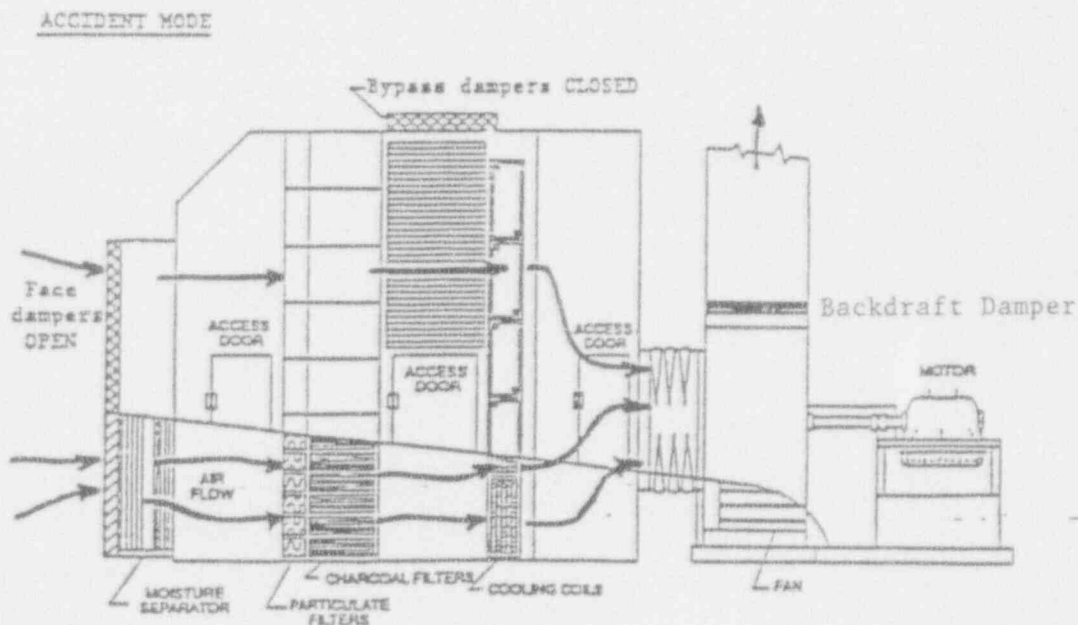 ACCIDENT MODE
Bypass dampers CLOSED
Face
dampers
OPEN
ACCESS
DOOR
ACCESS
DOOR
ACCESS
DOOR
Backdraft Damper
MOTOR
AIR
FLOW
MOISTURE
SEPARATOR
PARTICULATE
FILTERS
CHARCOAL FILTERS
COOLING COILS
FAN